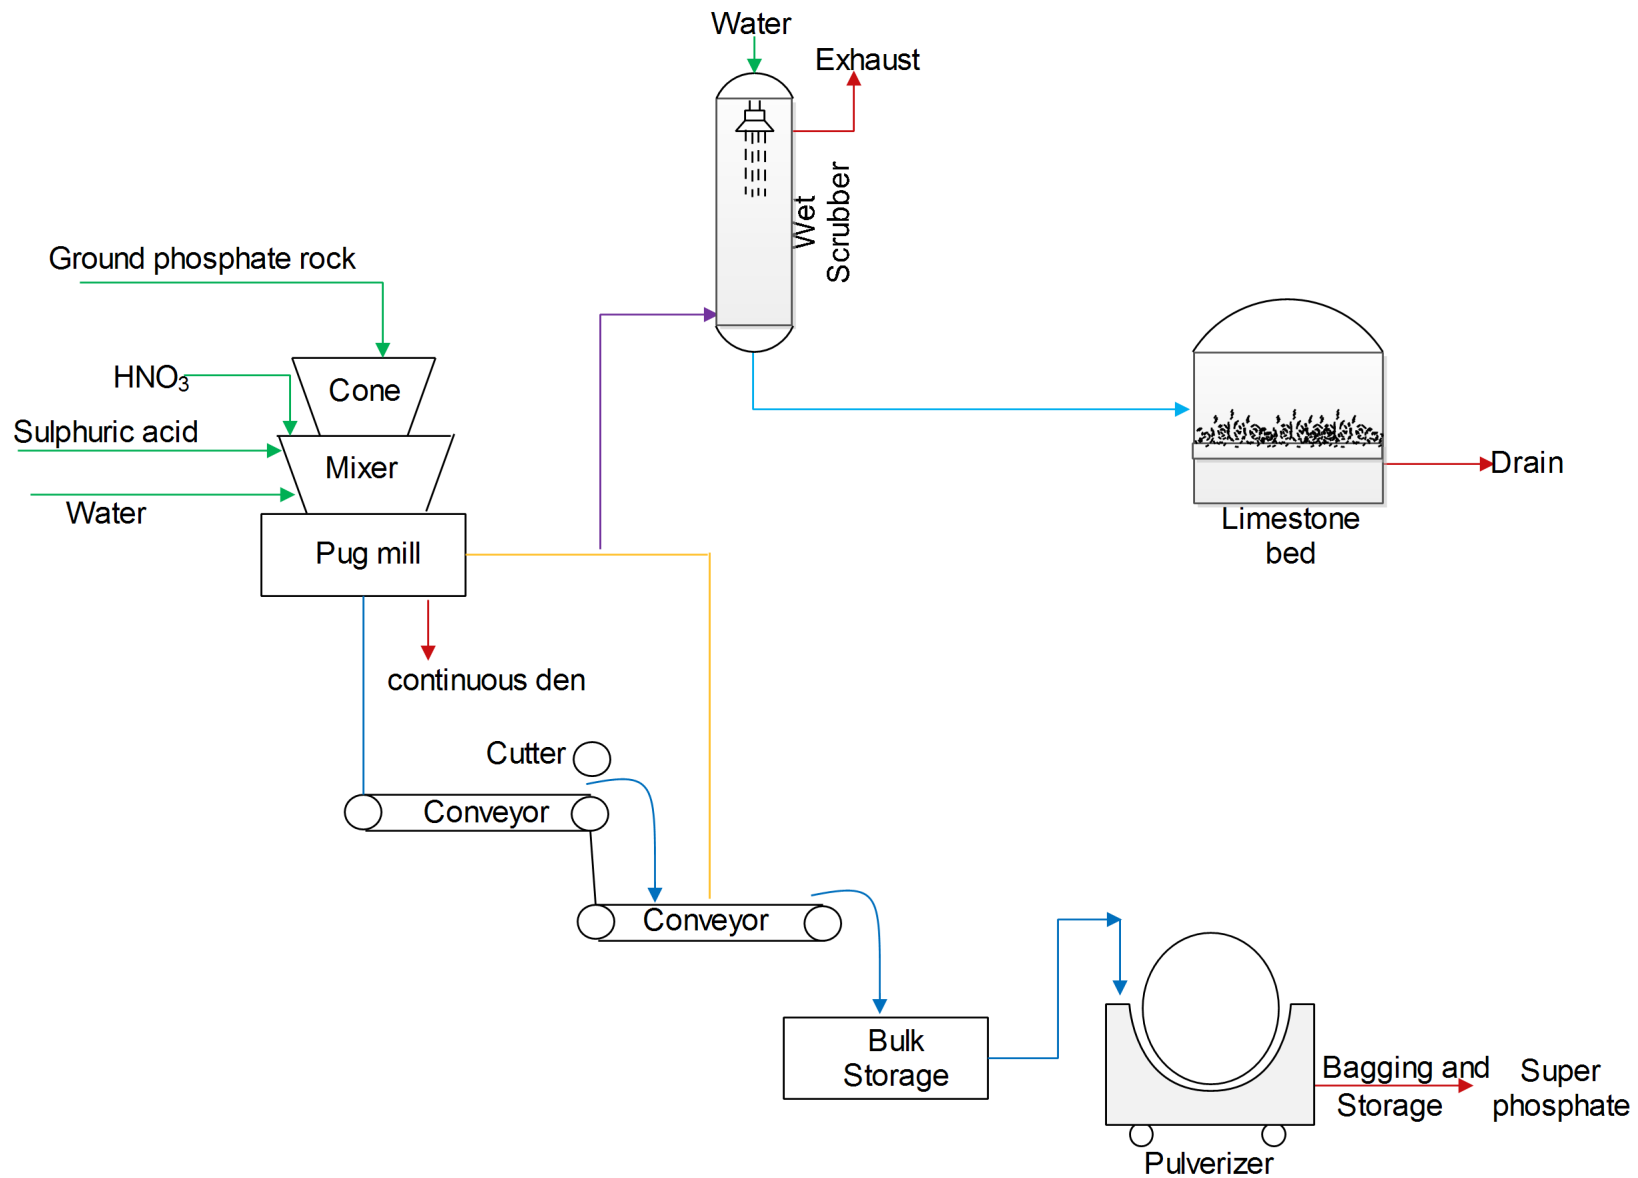 Water
Exhaust
Wet
Scrubber
Ground phosphate rock
HNO₃
Cone
Sulphuric acid
Mixer
Water
Pug mill
Drain
Limestone
bed
continuous den
Cutter
Conveyor
Conveyor
Bulk
Storage
Bagging and
Storage
Super
phosphate
Pulverizer